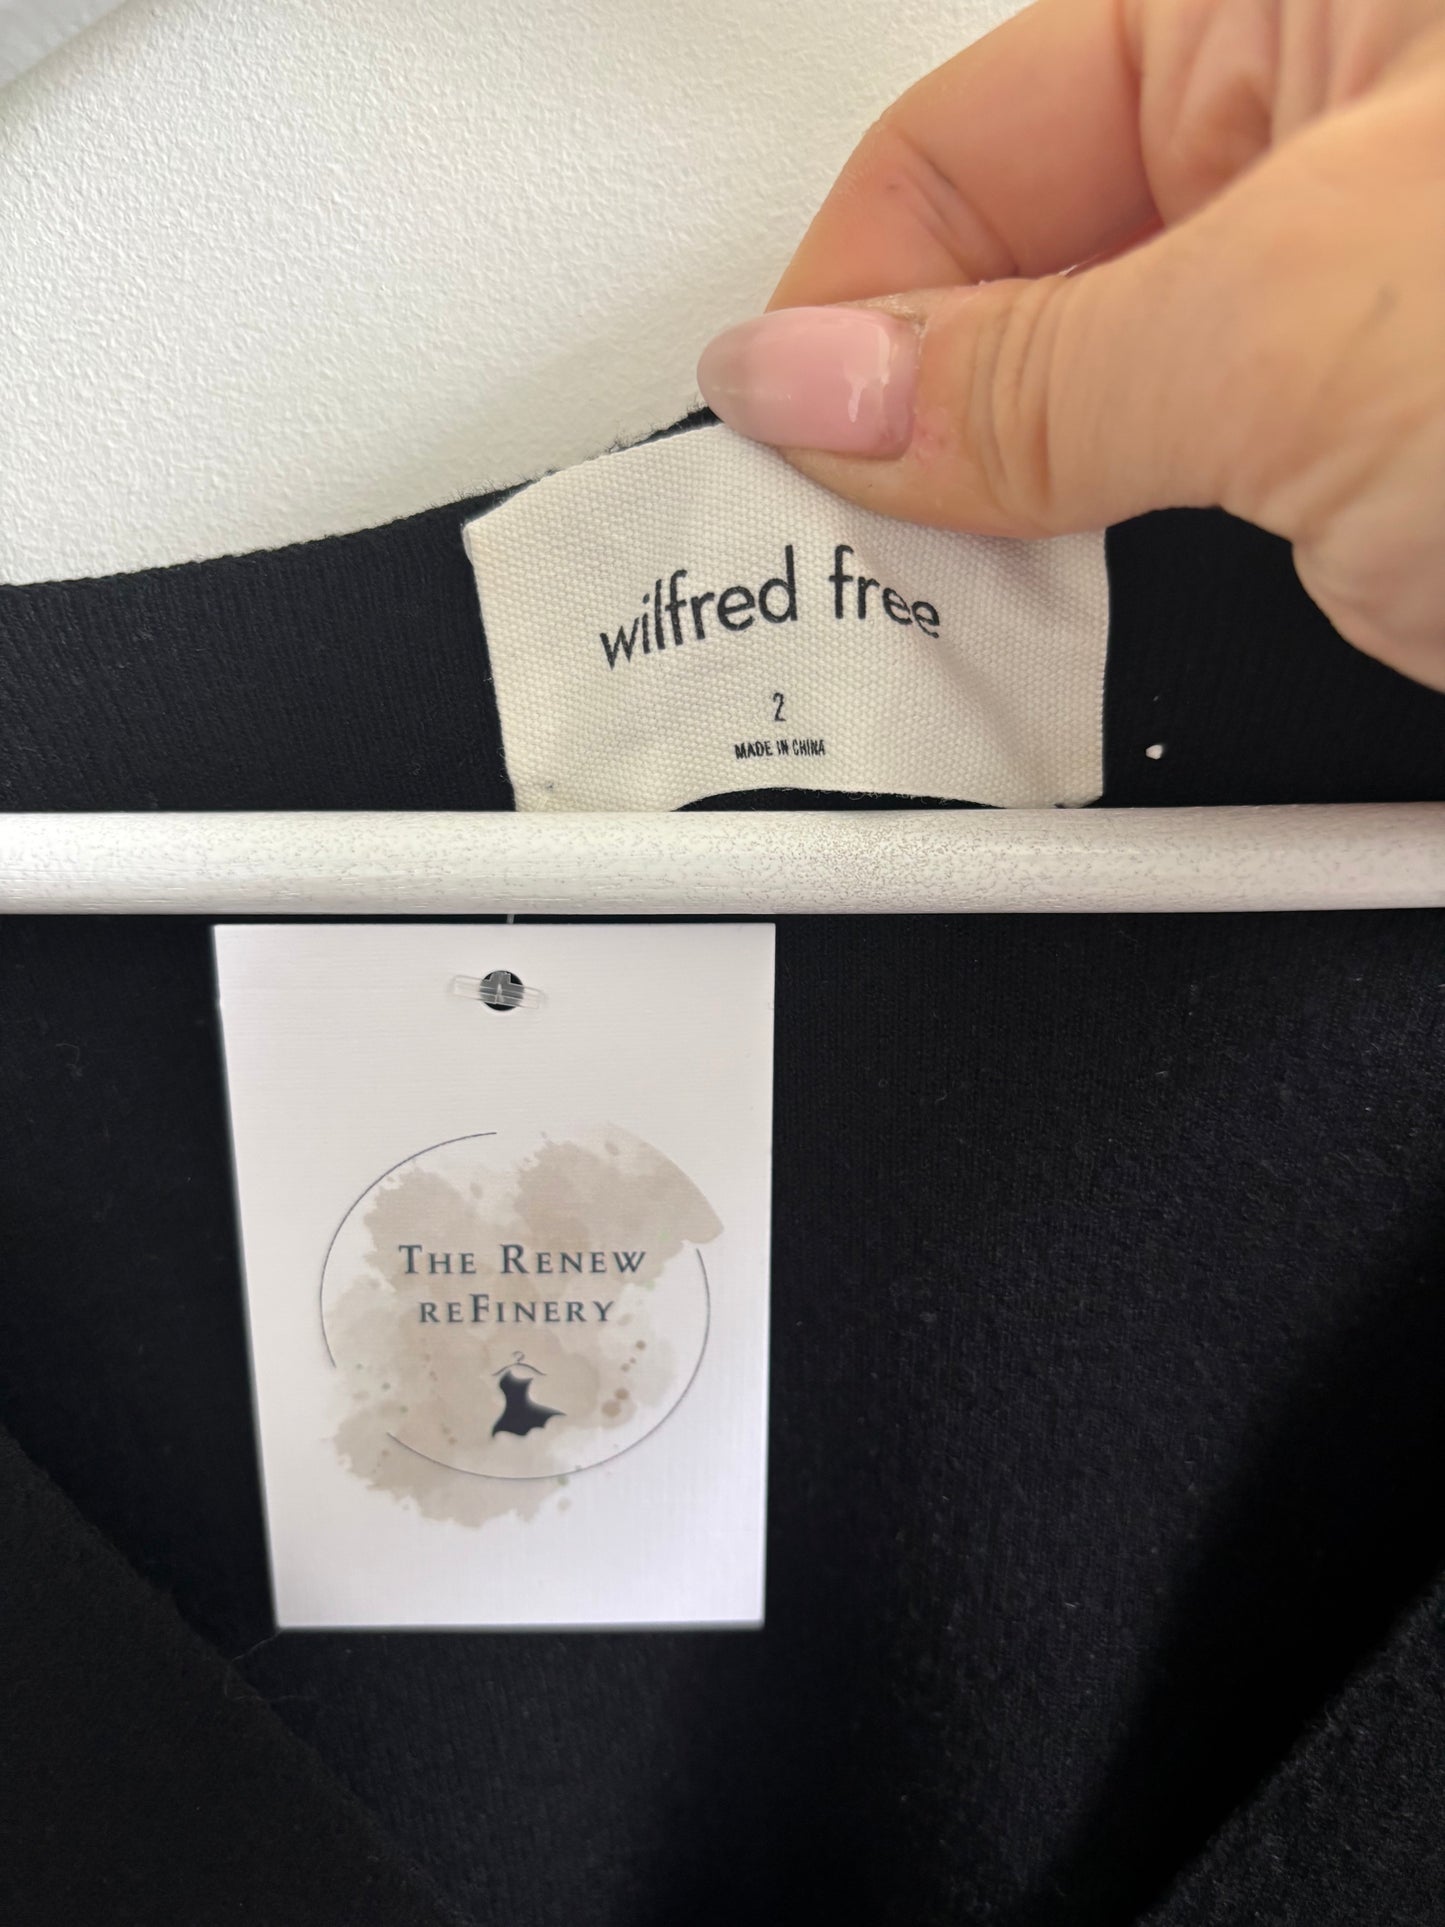 wilfred free
2
MADE IN CHINA
THE RENEW
REFINERY